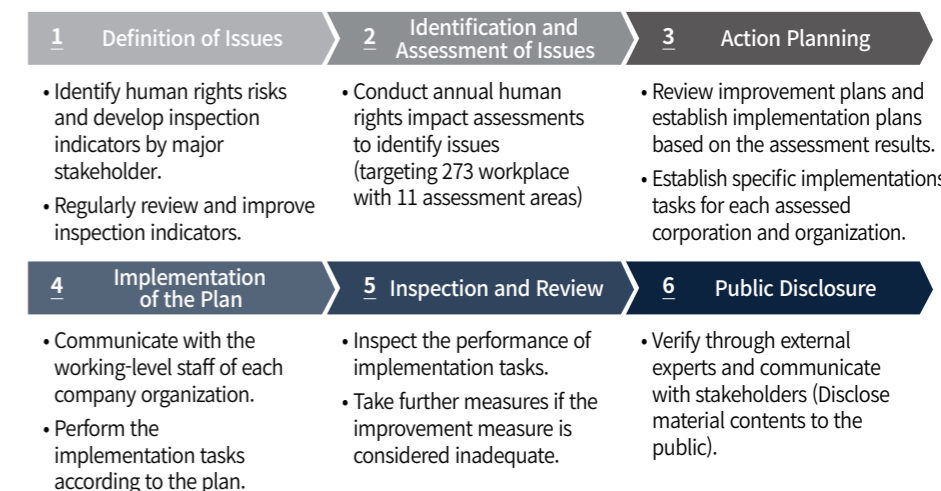 1 Definition of Issues
• Identify human rights risks
and develop inspection
indicators by major
stakeholder.
• Regularly review and improve
inspection indicators.
2 Identification and
Assessment of Issues
• Conduct annual human
rights impact assessments
to identify issues
(targeting 273 workplace
with 11 assessment areas)
3 Action Planning
• Review improvement plans and
establish implementation plans
based on the assessment results.
• Establish specific implementations
tasks for each assessed
corporation and organization.
4 Implementation
of the Plan
• Communicate with the
working-level staff of each
company organization.
• Perform the
implementation tasks
according to the plan.
5 Inspection and Review
• Inspect the performance of
implementation tasks.
• Take further measures if the
improvement measure is
considered inadequate.
6 Public Disclosure
• Verify through external
experts and communicate
with stakeholders (Disclose
material contents to the
public).